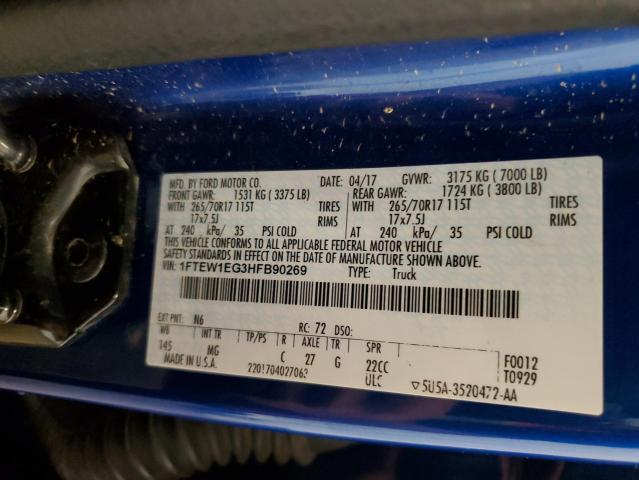 MFD. BY FORD MOTOR CO. DATE: 04/17 GVWR: 3175 KG ( 7000 LB)
FRONT GAWR: 1531 KG ( 3375 LB) REAR GAWR: 1724 KG ( 3800 LB)
WITH 265/70R17 115T TIRES WITH 265/70R17 115T TIRES
17x7.5J RIMS 17x7.5J RIMS
AT 240 kPa/ 35 PSI COLD AT 240 kPa/ 35 PSI COLD
THIS VEHICLE CONFORMS TO ALL APPLICABLE FEDERAL MOTOR VEHICLE
SAFETY STANDARDS IN EFFECT ON THE DATE OF MANUFACTURE SHOWN ABOVE.
VIN: 1FTEW1EG3HFB90269 TYPE: Truck
EXT PNT: N6 RC: 72 DSO:
WB TP/PS R AXLE TR SPR
145 MG C 27 G 22CC F0012
MADE IN U.S.A. 220170402706 ULC ▽5U5A-3520472-AA T0929